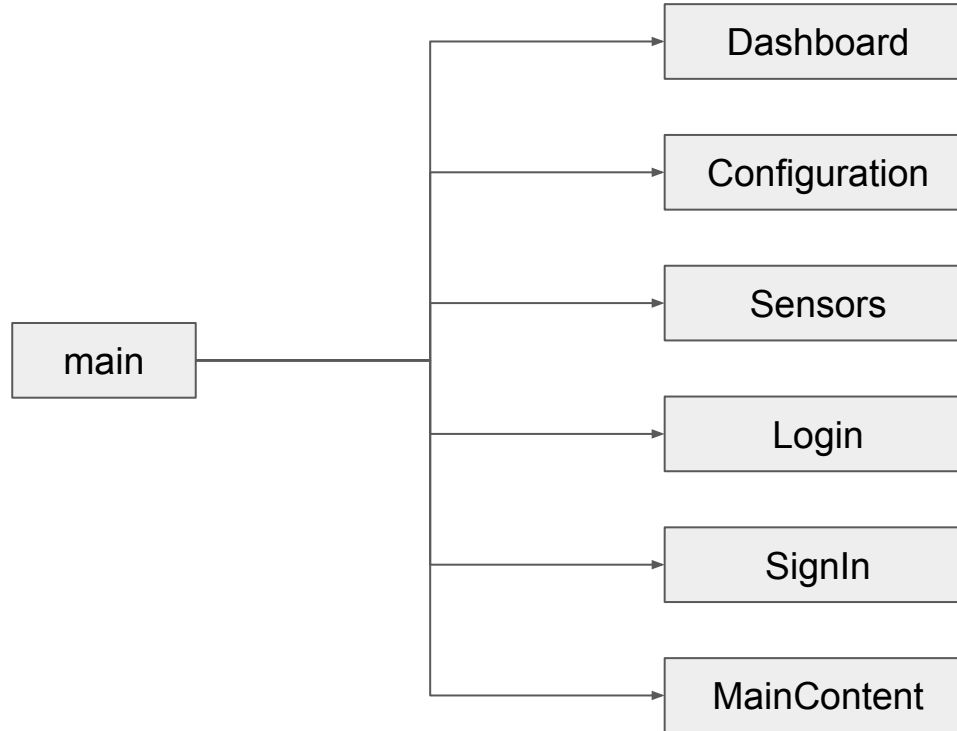 Dashboard
Configuration
Sensors
main
Login
SignIn
MainContent